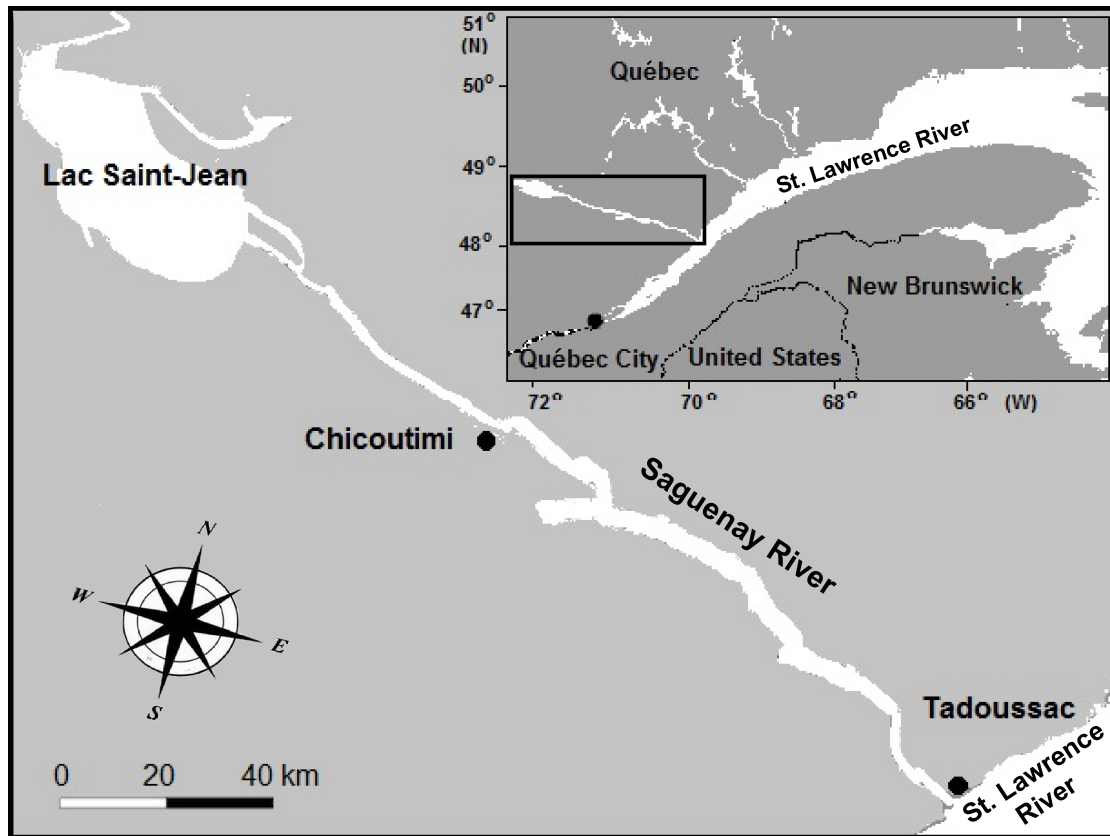 51°
(N)
50°
49°
48°
47°
Québec
St. Lawrence River
New Brunswick
Québec City
United States
72°
70°
68°
66° (W)
Lac Saint-Jean
Chicoutimi
Saguenay River
N
W
E
S
Tadoussac
St. Lawrence
River
0 20 40 km